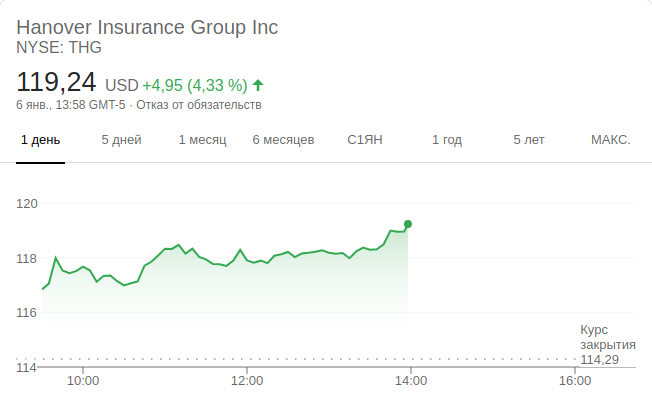 Hanover Insurance Group Inc
NYSE: THG
119,24 USD +4,95 (4,33 %)
6 янв., 13:58 GMT-5 · Отказ от обязательств
1 день 5 дней 1 месяц 6 месяцев С1ЯН 1 год 5 лет МАКС.
120
118
116
Курс
закрытия
114,29
114
10:00 12:00 14:00 16:00